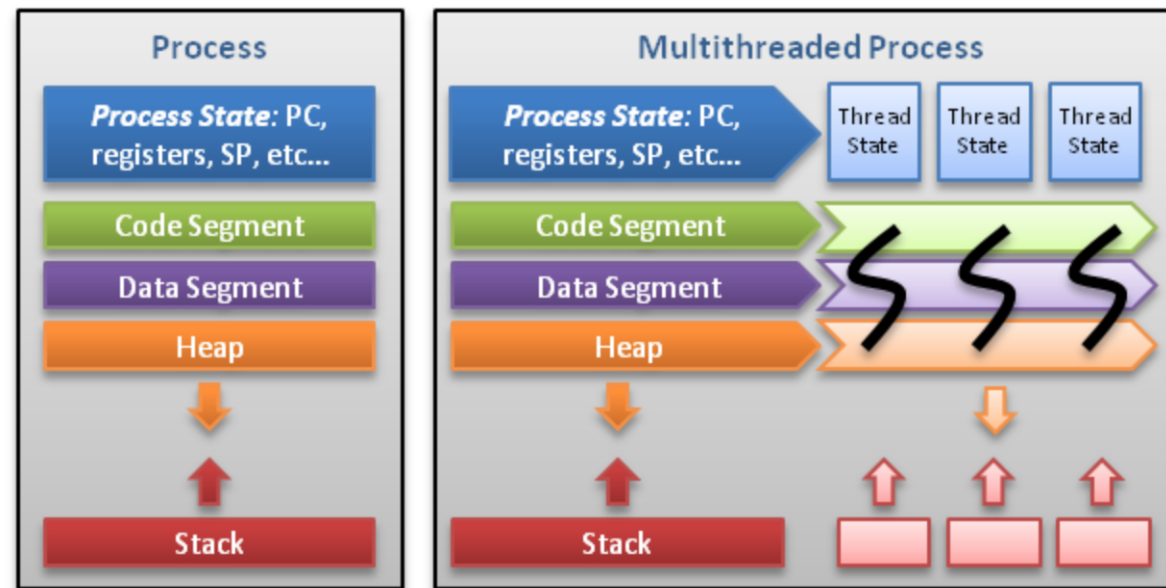 Process
Process State: PC,
registers, SP, etc...
Code Segment
Data Segment
Heap
Stack
Multithreaded Process
Process State: PC,
registers, SP, etc...
Thread
State
Thread
State
Thread
State
Code Segment
Data Segment
Heap
Stack